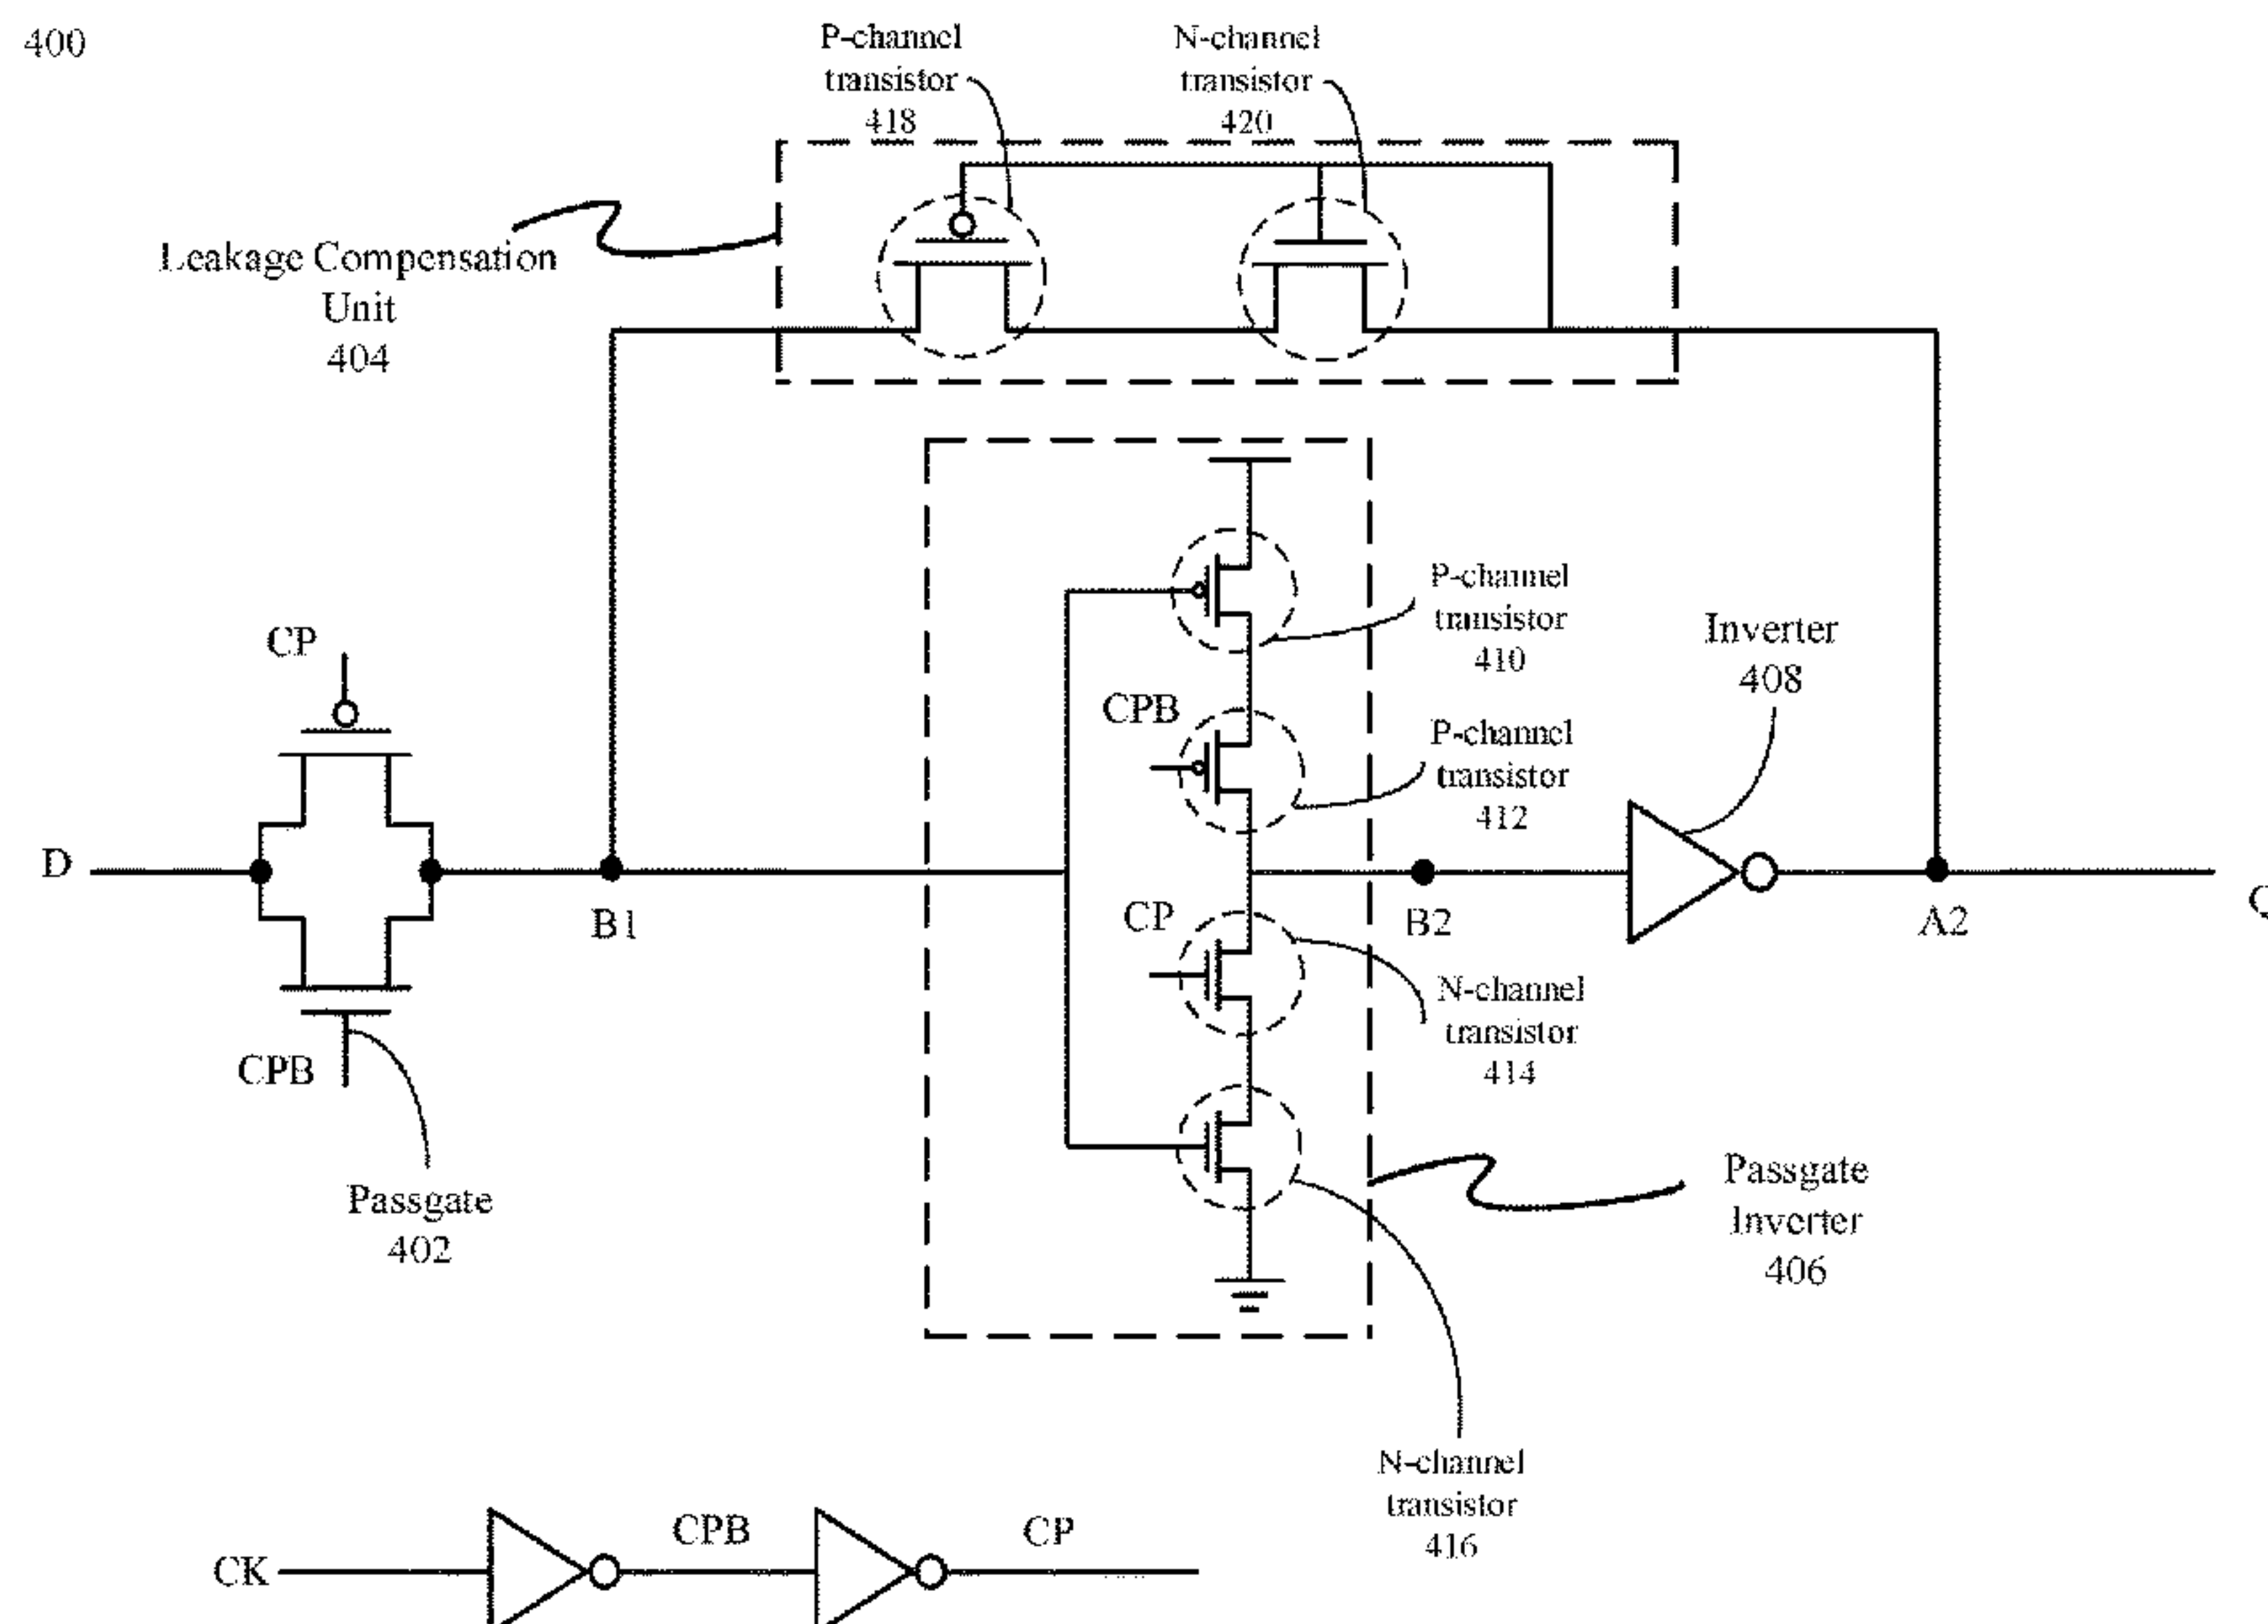 400
P-channel
transistor
418
N-channel
transistor
420
Leakage Compensation
Unit
404
P-channel
transistor
410
CP
Inverter
408
CPB
P-channel
transistor
412
D
B1
CP
B2
A2
N-channel
transistor
414
CPB
Passgate
402
Passgate
Inverter
406
N-channel
transistor
416
CK
CPB
CP